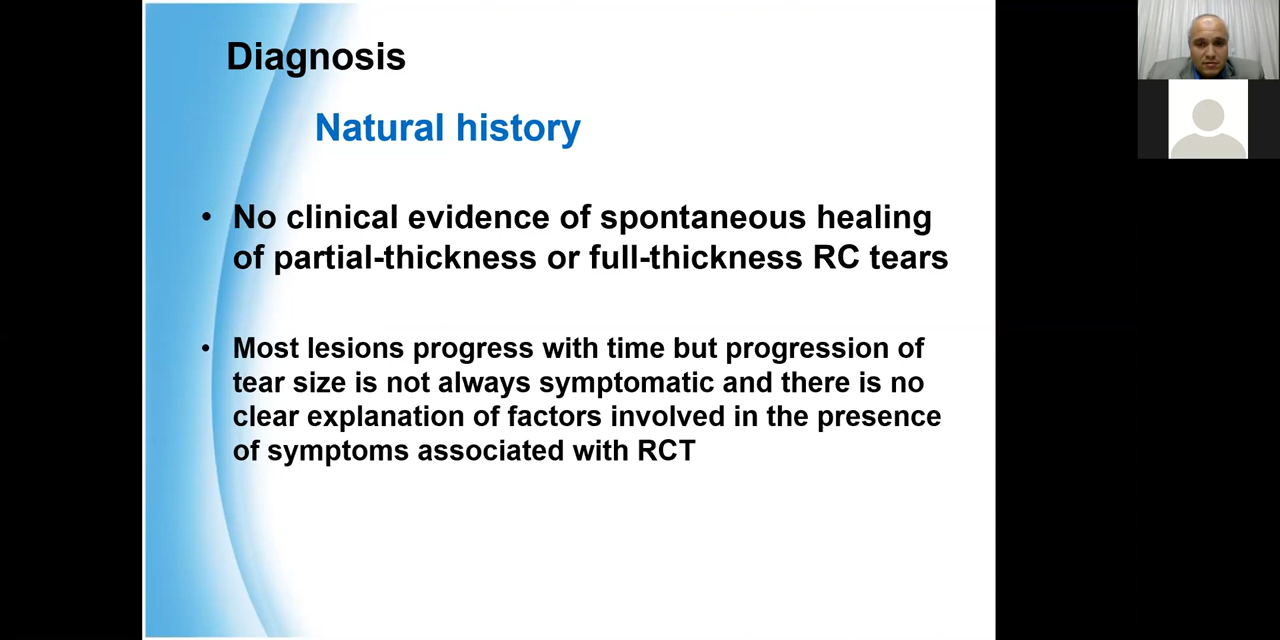 Diagnosis
Natural history
• No clinical evidence of spontaneous healing
of partial-thickness or full-thickness RC tears
• Most lesions progress with time but progression of
tear size is not always symptomatic and there is no
clear explanation of factors involved in the presence
of symptoms associated with RCT